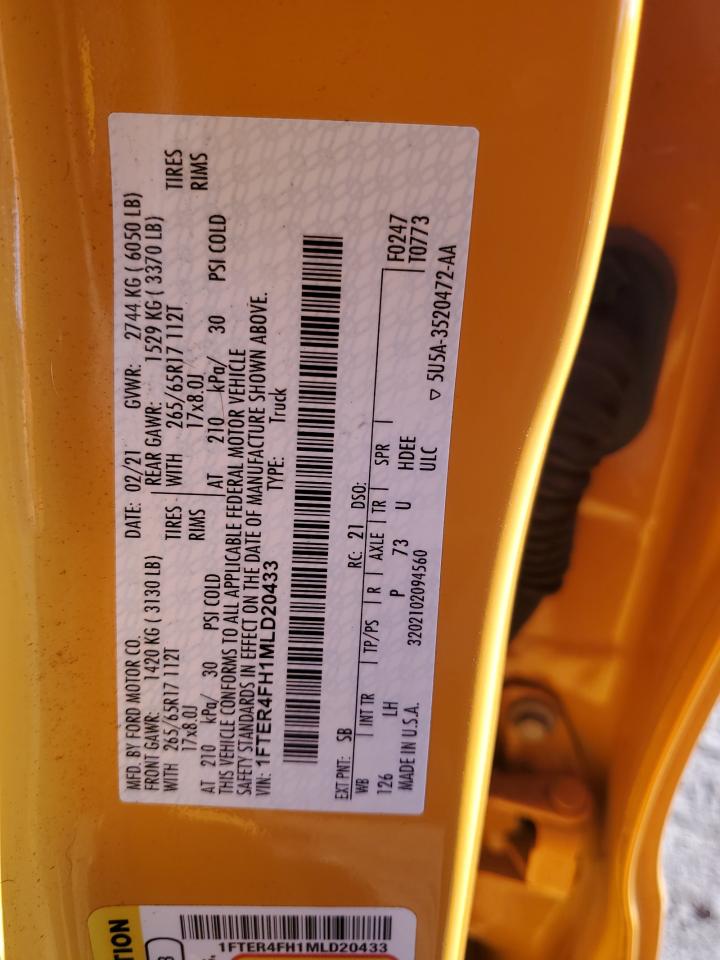 MFD. BY FORD MOTOR CO. DATE: 02/21 GVWR: 2744 KG ( 6050 LB)
FRONT GAWR: 1420 KG ( 3130 LB) REAR GAWR: 1529 KG ( 3370 LB)
WITH 265/65R17 112T TIRES WITH 265/65R17 112T TIRES
17x8.0J RIMS 17x8.0J RIMS
AT 210 kPa/ 30 PSI COLD AT 210 kPa/ 30 PSI COLD
THIS VEHICLE CONFORMS TO ALL APPLICABLE FEDERAL MOTOR VEHICLE
SAFETY STANDARDS IN EFFECT ON THE DATE OF MANUFACTURE SHOWN ABOVE.
VIN: 1FTER4FH1MLD20433 TYPE: Truck
EXT PNT: SB RC: 21 DSO:
WB INT TR TP/PS R AXLE TR SPR F0247
126 LH P 73 U HDEE T0773
MADE IN U.S.A. 3202102094560 ULC ▽ 5U5A-3520472-AA
TION
1FTER4FH1MLD20433